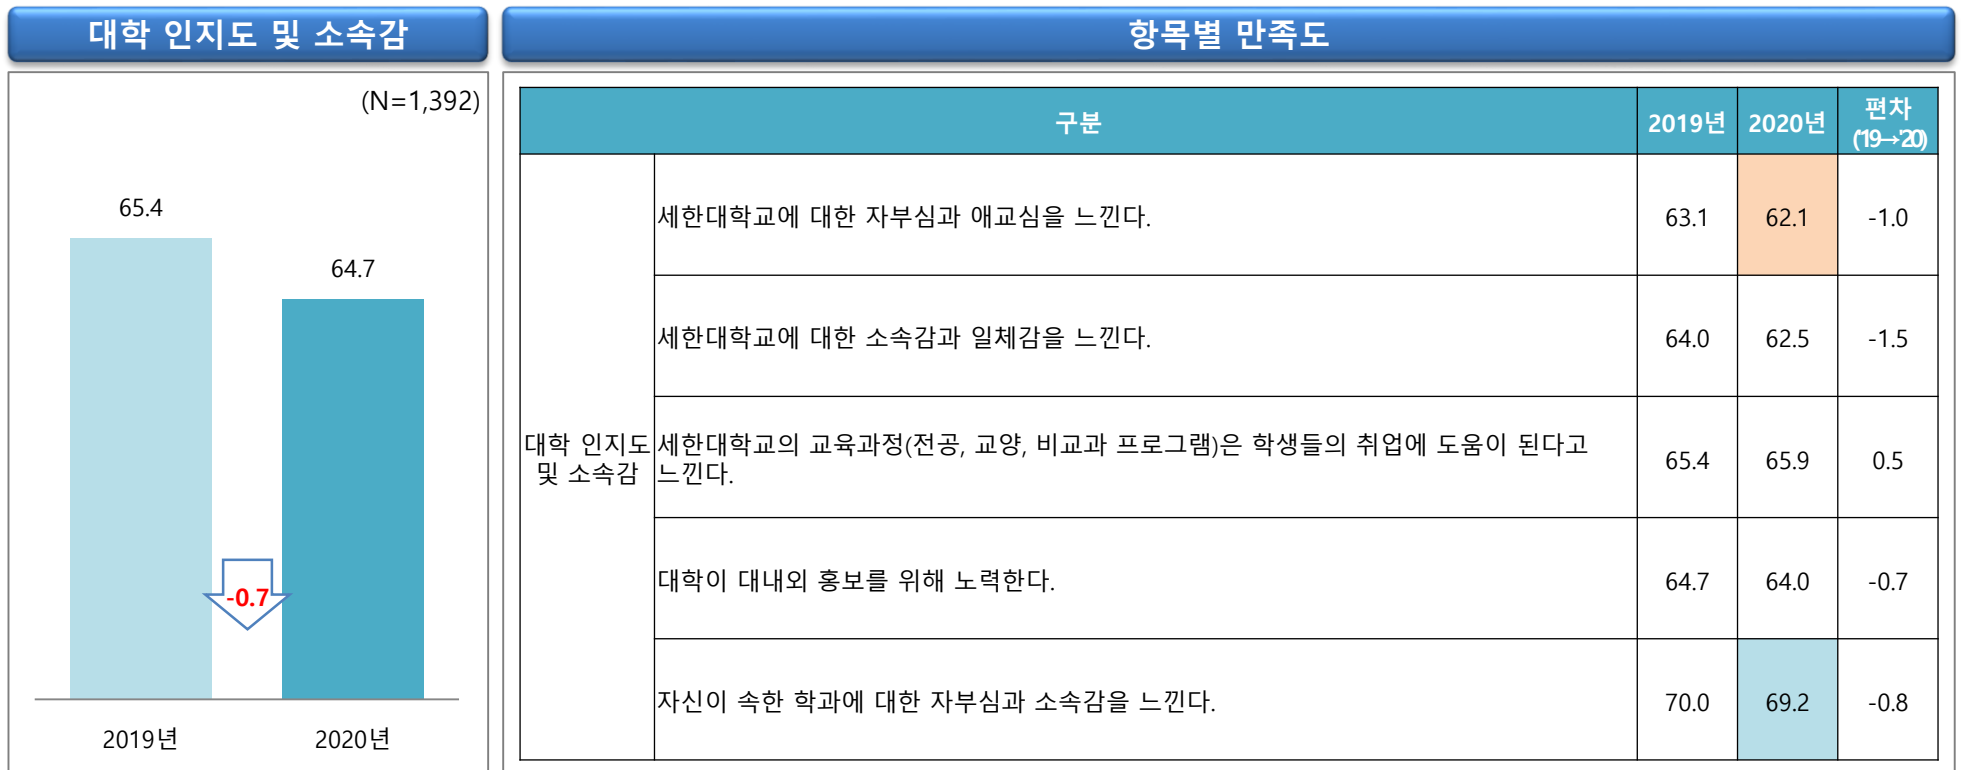 대학 인지도 및 소속감
항목별 만족도
(N=1,392)
65.4
64.7
-0.7
2019년
2020년
구분
2019년
2020년
편차
('19→'20)
대학 인지도
및 소속감
세한대학교에 대한 자부심과 애교심을 느낀다.
63.1
62.1
-1.0
세한대학교에 대한 소속감과 일체감을 느낀다.
64.0
62.5
-1.5
세한대학교의 교육과정(전공, 교양, 비교과 프로그램)은 학생들의 취업에 도움이 된다고
느낀다.
65.4
65.9
0.5
대학이 대내외 홍보를 위해 노력한다.
64.7
64.0
-0.7
자신이 속한 학과에 대한 자부심과 소속감을 느낀다.
70.0
69.2
-0.8